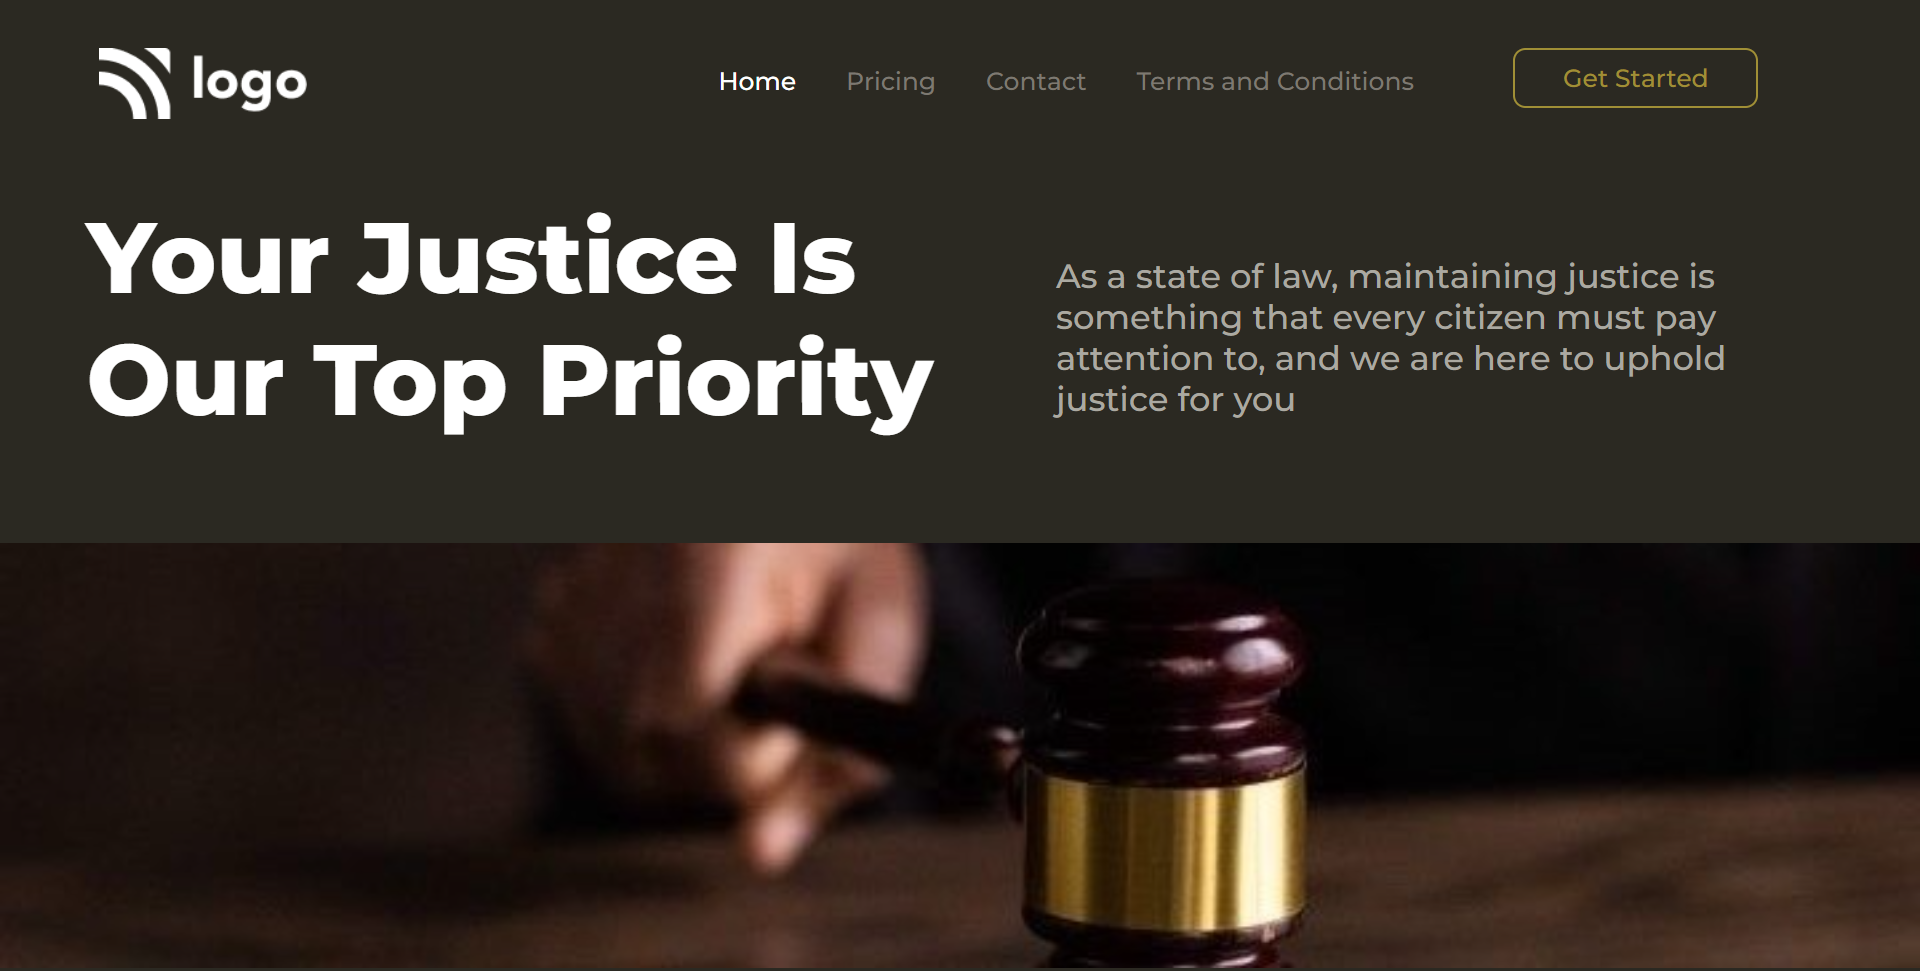 logo
Home
Pricing
Contact
Terms and Conditions
Get Started
Your Justice Is
Our Top Priority
As a state of law, maintaining justice is
something that every citizen must pay
attention to, and we are here to uphold
justice for you